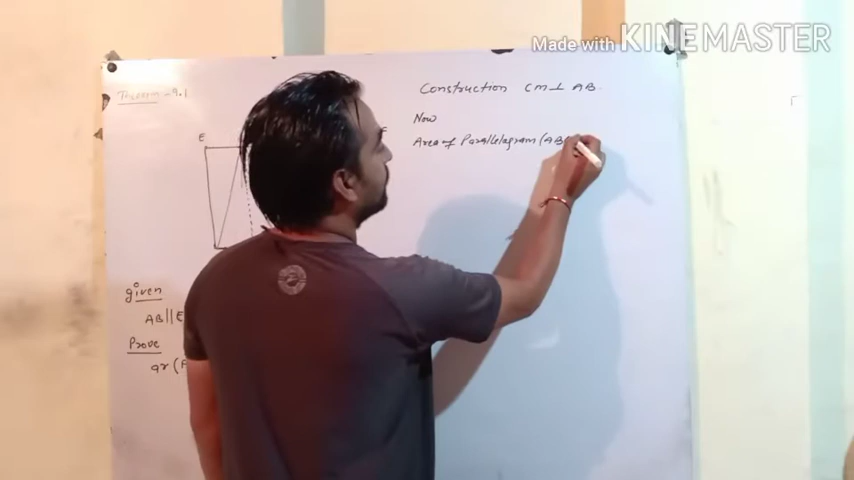 Made with KINEMASTER
Theorem-9.1
Construction CM⊥ AB.
Now
Area of Parallelogram (AB
E
given
AB||E
Prove
ar(